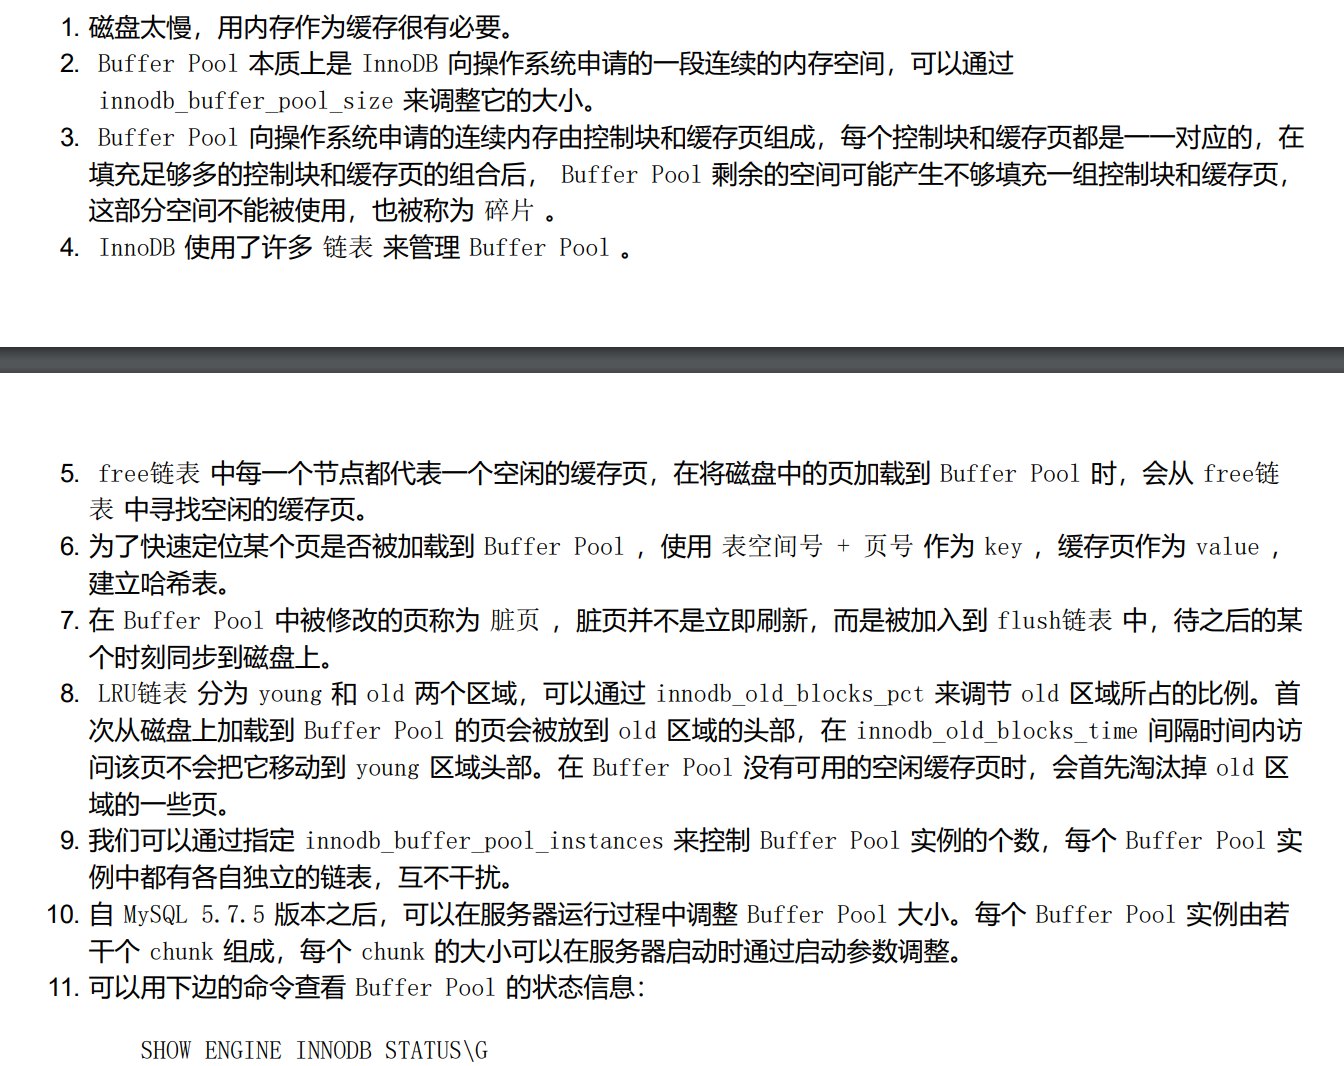 1. 磁盘太慢，用内存作为缓存很有必要。
2. Buffer Pool 本质上是 InnoDB 向操作系统申请的一段连续的内存空间，可以通过
innodb_buffer_pool_size 来调整它的大小。
3. Buffer Pool 向操作系统申请的连续内存由控制块和缓存页组成，每个控制块和缓存页都是一一对应的，在
填充足够多的控制块和缓存页的组合后， Buffer Pool 剩余的空间可能产生不够填充一组控制块和缓存页，
这部分空间不能被使用，也被称为 碎片 。
4. InnoDB 使用了许多 链表 来管理 Buffer Pool 。
5. free链表 中每一个节点都代表一个空闲的缓存页，在将磁盘中的页加载到 Buffer Pool 时，会从 free链
表 中寻找空闲的缓存页。
6. 为了快速定位某个页是否被加载到 Buffer Pool ，使用 表空间号 + 页号 作为 key ，缓存页作为 value ，
建立哈希表。
7. 在 Buffer Pool 中被修改的页称为 脏页 ，脏页并不是立即刷新，而是被加入到 flush链表 中，待之后的某
个时刻同步到磁盘上。
8. LRU链表 分为 young 和 old 两个区域，可以通过 innodb_old_blocks_pct 来调节 old 区域所占的比例。首
次从磁盘上加载到 Buffer Pool 的页会被放到 old 区域的头部，在 innodb_old_blocks_time 间隔时间内访
问该页不会把它移动到 young 区域头部。在 Buffer Pool 没有可用的空闲缓存页时，会首先淘汰掉 old 区
域的一些页。
9. 我们可以通过指定 innodb_buffer_pool_instances 来控制 Buffer Pool 实例的个数，每个 Buffer Pool 实
例中都有各自独立的链表，互不干扰。
10. 自 MySQL 5.7.5 版本之后，可以在服务器运行过程中调整 Buffer Pool 大小。每个 Buffer Pool 实例由若
干个 chunk 组成，每个 chunk 的大小可以在服务器启动时通过启动参数调整。
11. 可以用下边的命令查看 Buffer Pool 的状态信息：
SHOW ENGINE INNODB STATUS\G